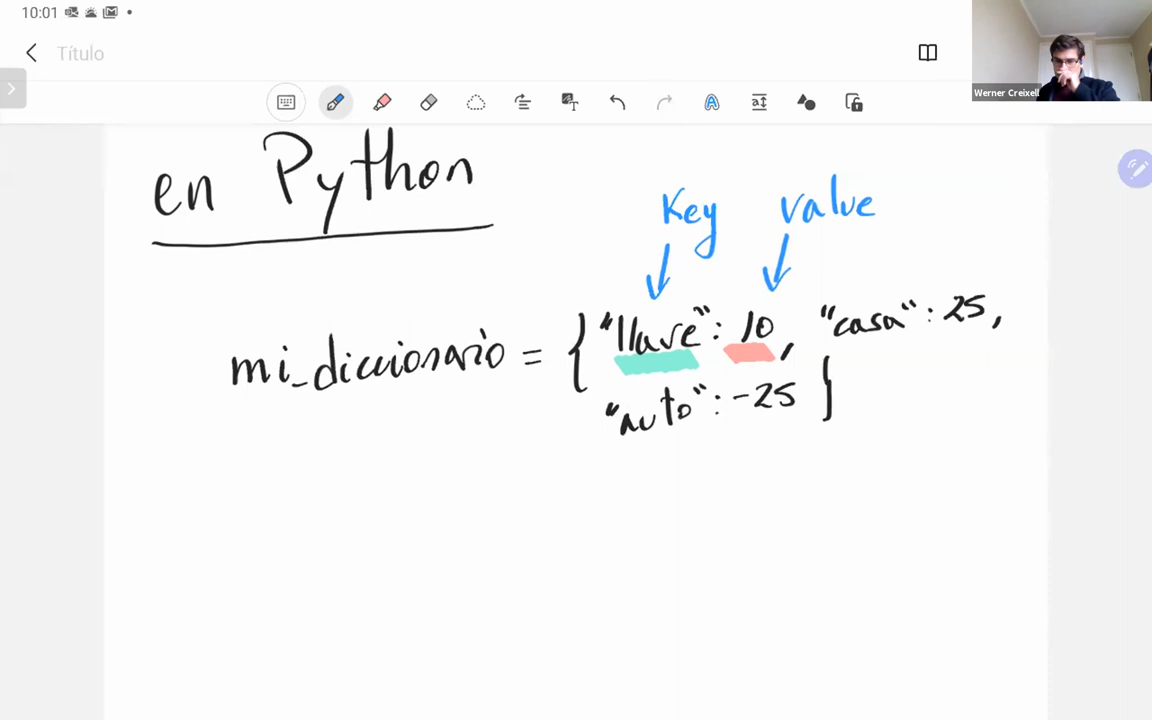 10:01
Título
Werner Creixell
en Python
Key value
mi_diccionario = {"llave": 10, "casa": 25,
"auto": -25 }